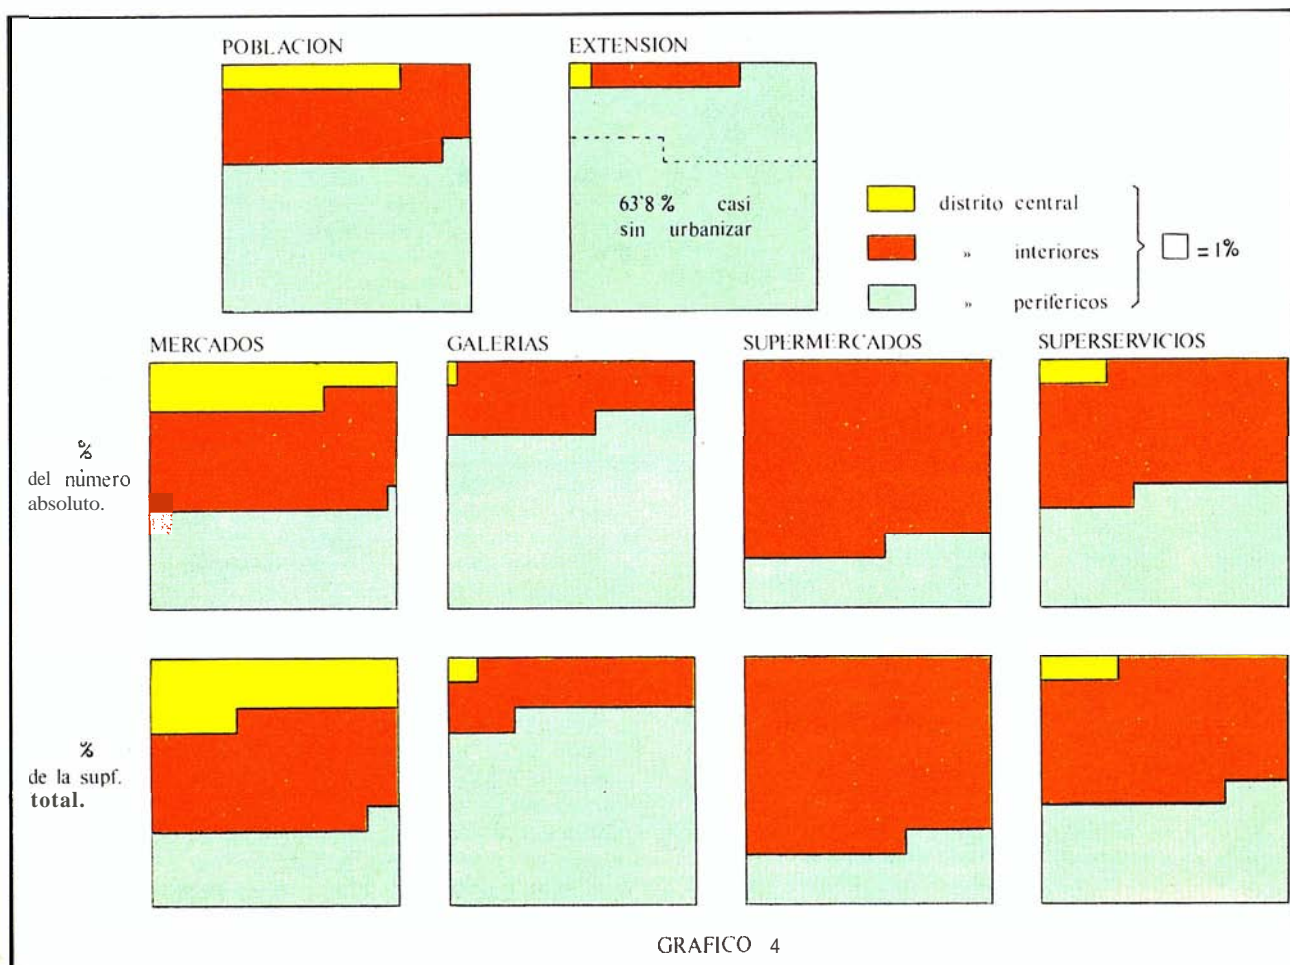 POBLACION
EXTENSION
63'8 % casi
sin urbanizar
distrito central
» interiores
» perifericos
= 1%
MERCADOS
GALERIAS
SUPERMERCADOS
SUPERSERVICIOS
%
del número
absoluto.
%
de la supf.
total.
GRAFICO 4